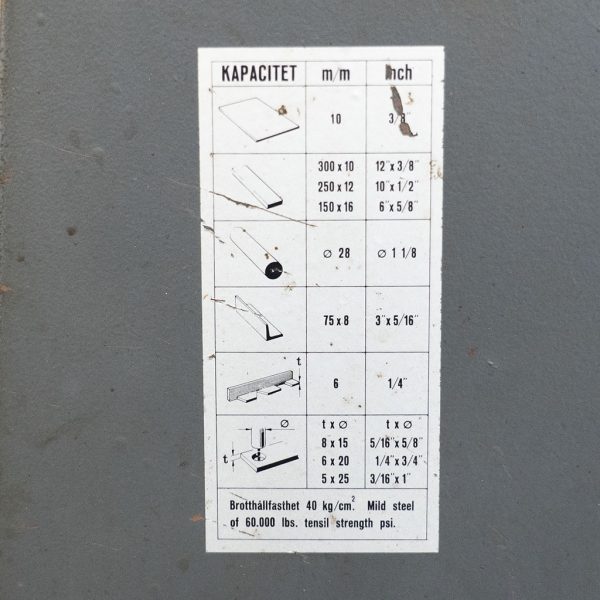 KAPACITET m/m Inch
10 3/8"
300 x 10 12"x 3/8"
250 x 12 10"x 1/2"
150 x 16 6"x 5/8"
∅ 28 ∅ 1 1/8
75 x 8 3"x 5/16"
t
6 1/4"
∅ t x ∅ t x ∅
t 8 x 15 5/16"x 5/8"
6 x 20 1/4"x 3/4"
5 x 25 3/16"x 1"
Brotthållfasthet 40 kg/cm². Mild steel
of 60.000 lbs. tensil strength psi.